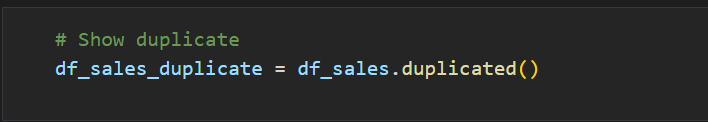 # Show duplicate
df_sales_duplicate = df_sales.duplicated()